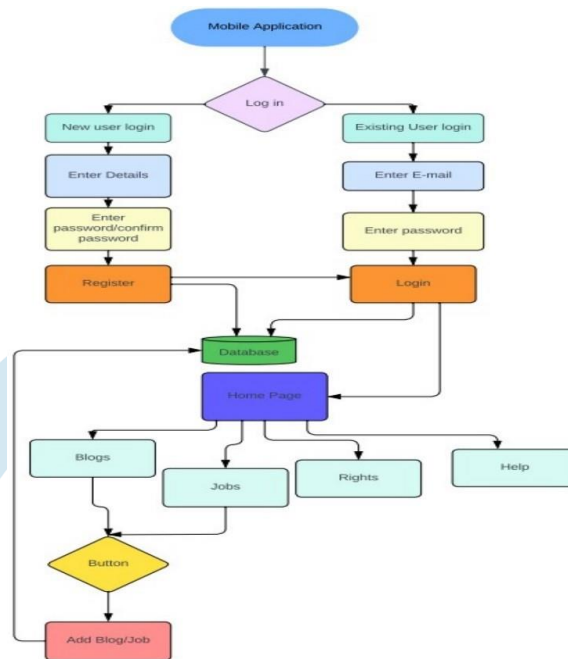 Mobile Application
Log in
New user login
Existing User login
Enter Details
Enter E-mail
Enter
password/confirm
password
Enter password
Register
Login
Database
Home Page
Blogs
Jobs
Rights
Help
Button
Add Blog/Job